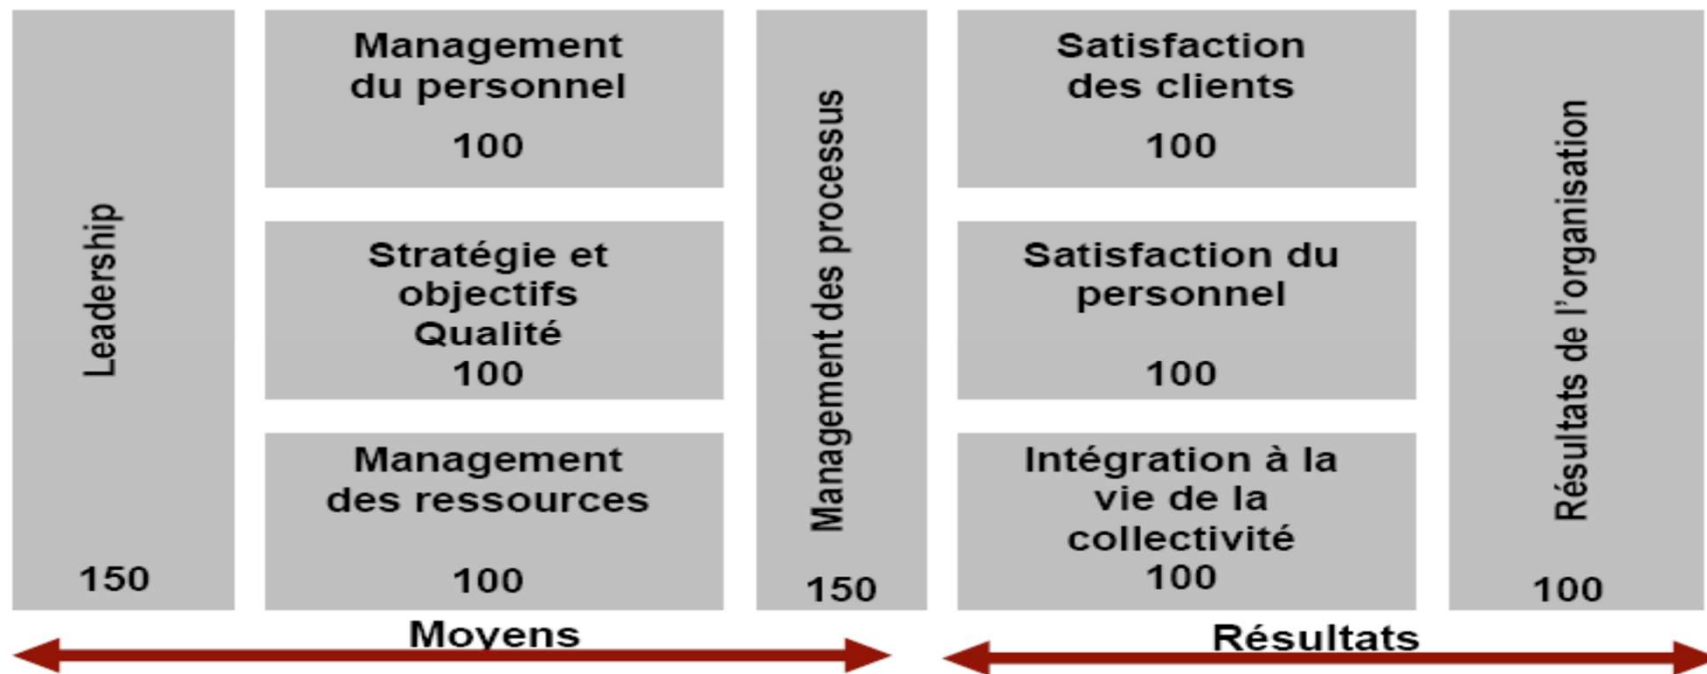 Leadership
150
Management
du personnel
100
Stratégie et
objectifs
Qualité
100
Management
des ressources
100
Management des processus
150
Satisfaction
des clients
100
Satisfaction du
personnel
100
Intégration à la
vie de la
collectivité
100
Résultats de l'organisation
100
Moyens
Résultats